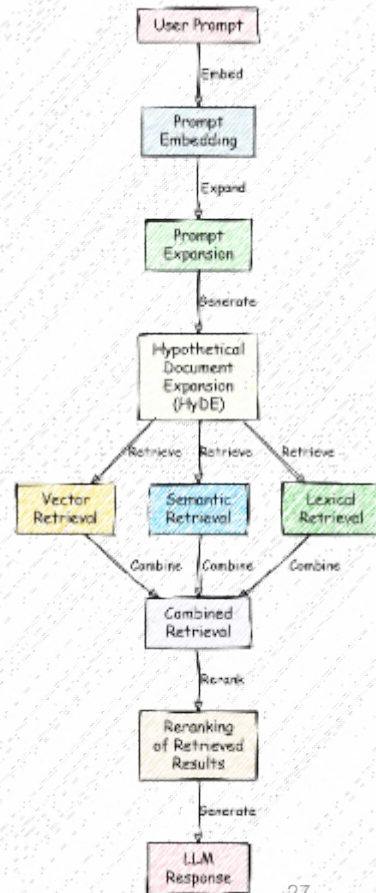 User Prompt
Embed
Prompt
Embedding
Expand
Prompt
Expansion
Generate
Hypothetical
Document
Expansion
(HyDE)
Retrieve Retrieve Retrieve
Vector
Retrieval
Semantic
Retrieval
Lexical
Retrieval
Combine Combine Combine
Combined
Retrieval
Rerank
Reranking
of Retrieved
Results
Generate
LLM
Response
27